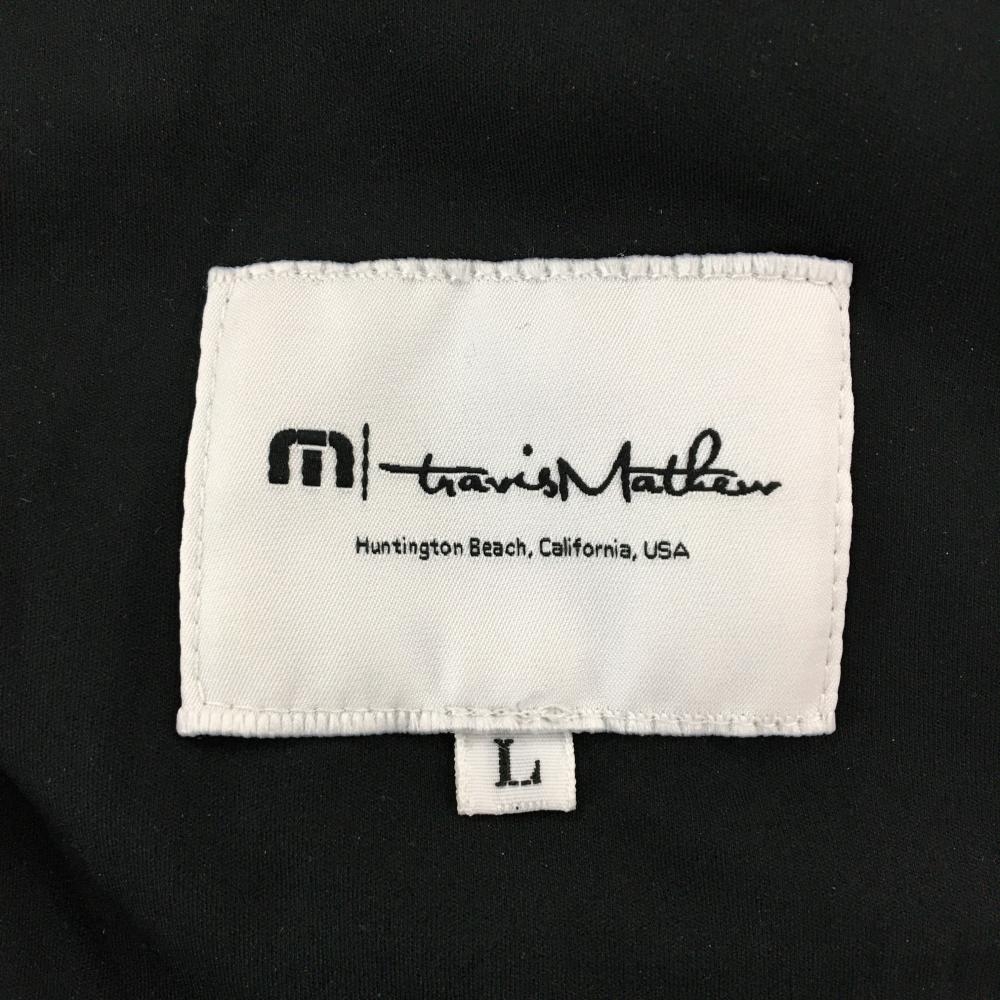 travisMathew
Huntington Beach, California, USA
L